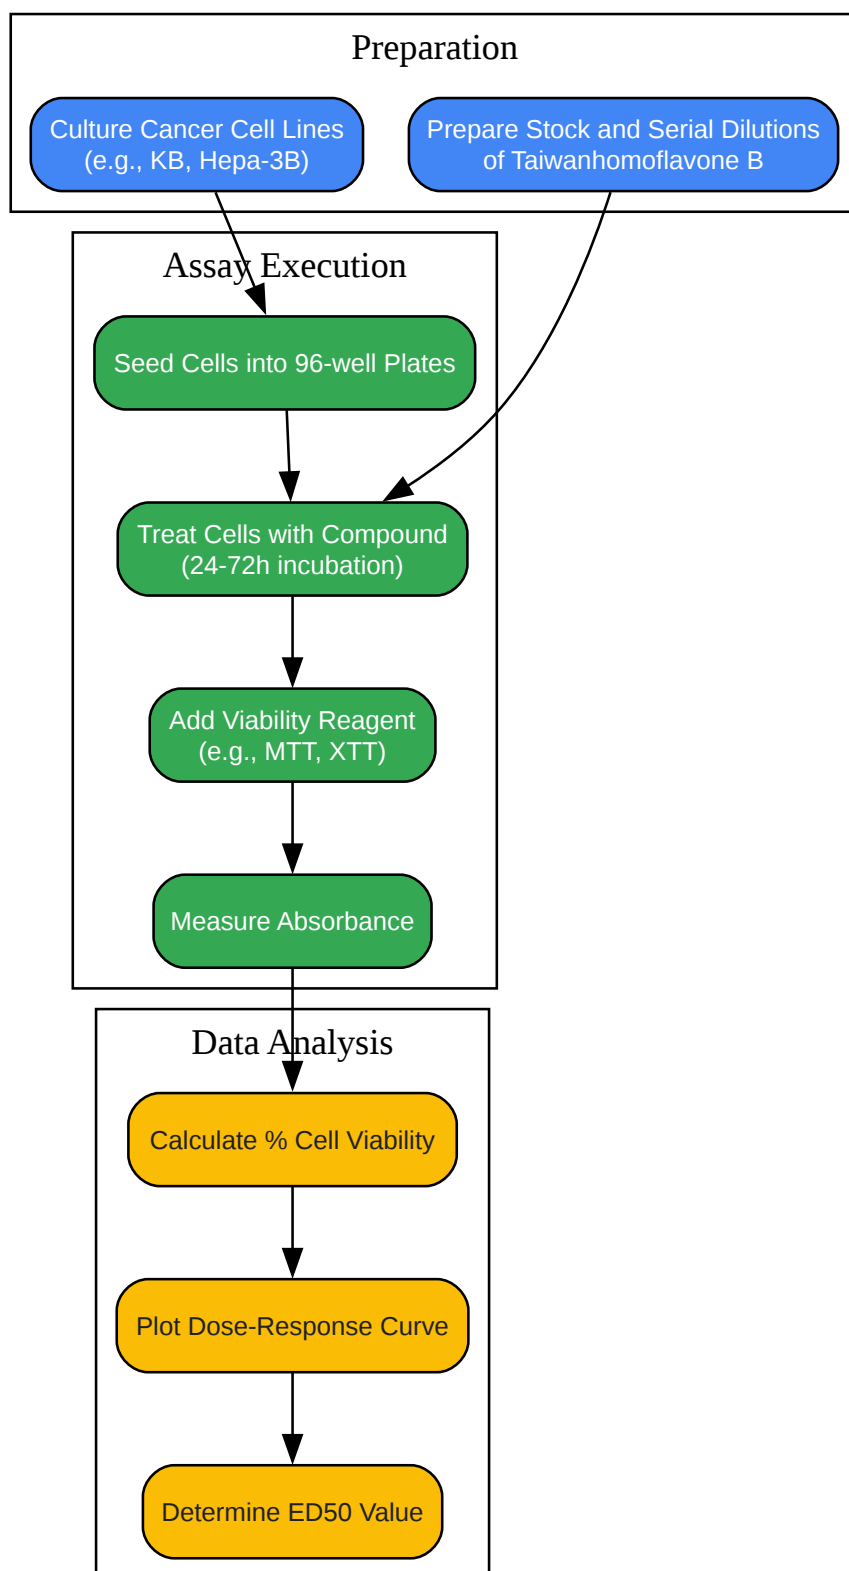 Preparation
Culture Cancer Cell Lines
(e.g., KB, Hepa-3B)
Prepare Stock and Serial Dilutions
of Taiwanhomoflavone B
Assay Execution
Seed Cells into 96-well Plates
Treat Cells with Compound
(24-72h incubation)
Add Viability Reagent
(e.g., MTT, XTT)
Measure Absorbance
Data Analysis
Calculate % Cell Viability
Plot Dose-Response Curve
Determine ED50 Value